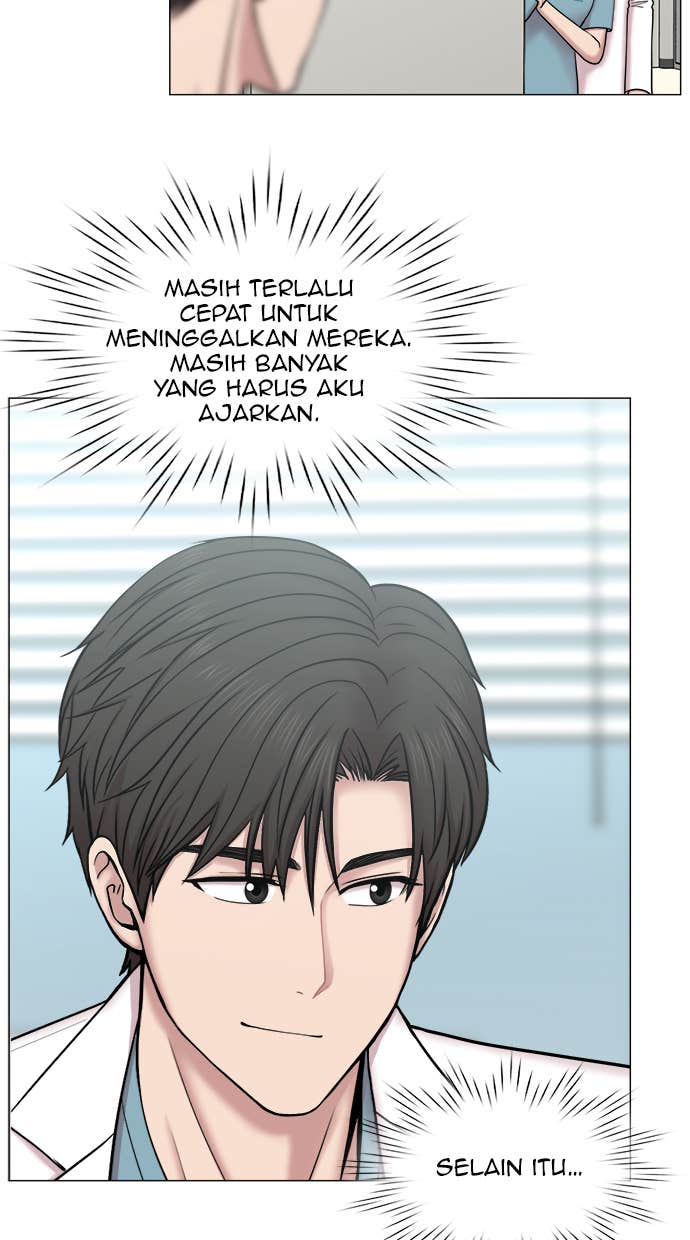 MASIH TERLALU
CEPAT UNTUK
MENINGGALKAN MEREKA.
MASIH BANYAK
YANG HARUS AKU
AJARKAN.
SELAIN ITU...